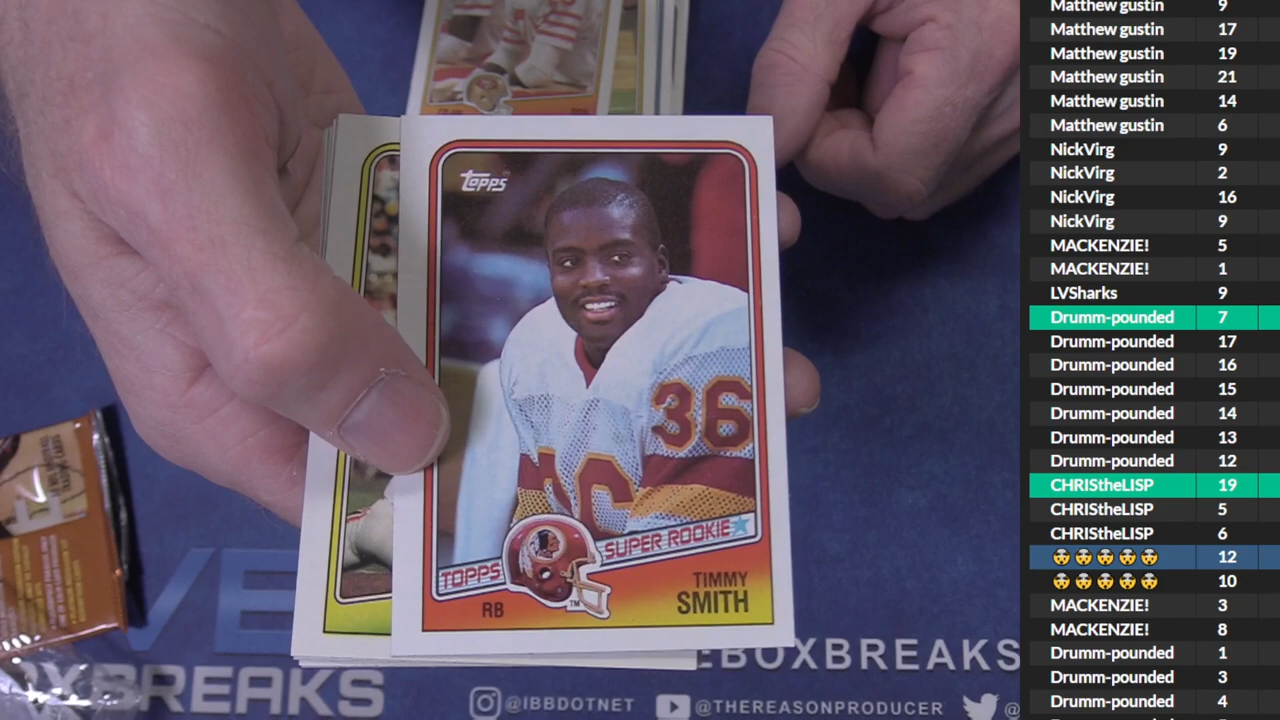 topps
36
36
TOPPS
SUPER ROOKIE
RB
TM
TIMMY
SMITH
VE
OXBREAKS
EBOXBREAKS
@IBBDOTNET
@THEREASONPRODUCER
@
Matthew gustin 9
Matthew gustin 17
Matthew gustin 19
Matthew gustin 21
Matthew gustin 14
Matthew gustin 6
NickVirg 9
NickVirg 2
NickVirg 16
NickVirg 9
MACKENZIE! 5
MACKENZIE! 1
LVSharks 9
Drumm-pounded 7
Drumm-pounded 17
Drumm-pounded 16
Drumm-pounded 15
Drumm-pounded 14
Drumm-pounded 13
Drumm-pounded 12
CHRIStheLISP 19
CHRIStheLISP 5
CHRIStheLISP 6
🤯 🤯 🤯 🤯 🤯 12
🤯 🤯 🤯 🤯 🤯 10
MACKENZIE! 3
MACKENZIE! 8
Drumm-pounded 1
Drumm-pounded 3
Drumm-pounded 4